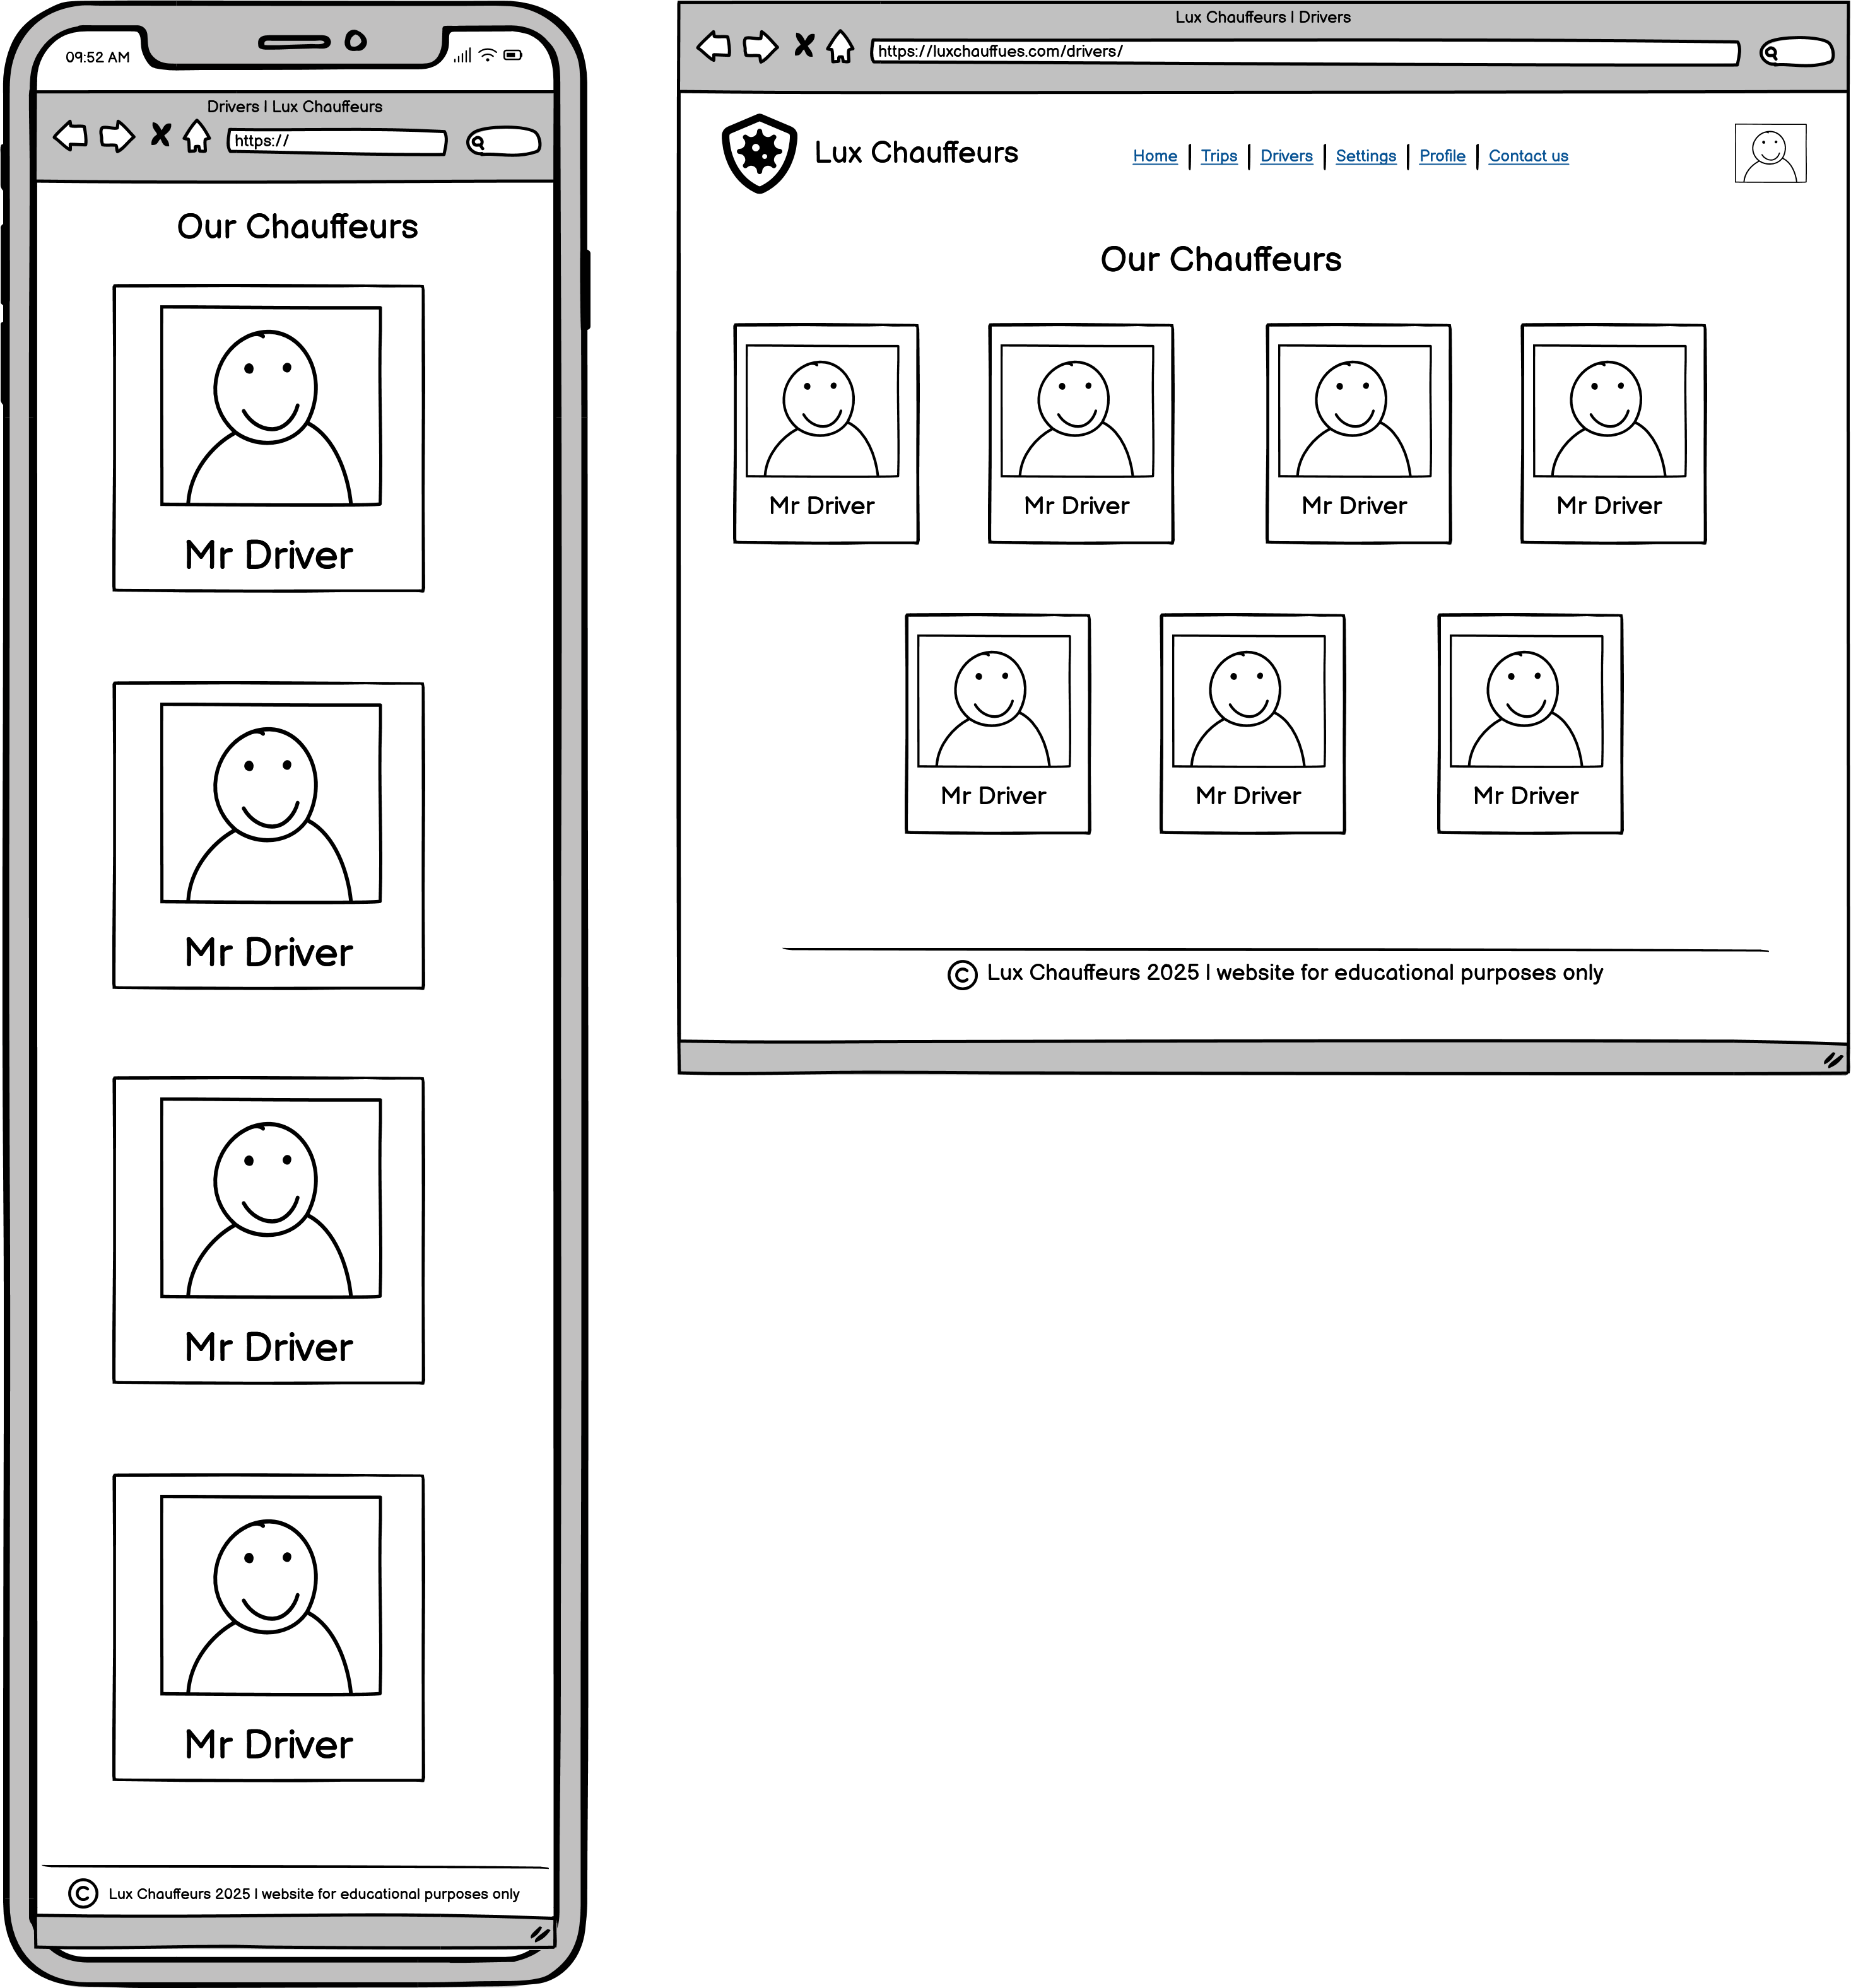 09:52 AM
Drivers | Lux Chauffeurs
https://
Our Chauffeurs
Mr Driver
Mr Driver
Mr Driver
Mr Driver
© Lux Chauffeurs 2025 | website for educational purposes only
Lux Chauffeurs | Drivers
https://luxchauffues.com/drivers/
Lux Chauffeurs Home | Trips | Drivers | Settings | Profile | Contact us
Our Chauffeurs
Mr Driver Mr Driver Mr Driver Mr Driver
Mr Driver Mr Driver Mr Driver
© Lux Chauffeurs 2025 | website for educational purposes only